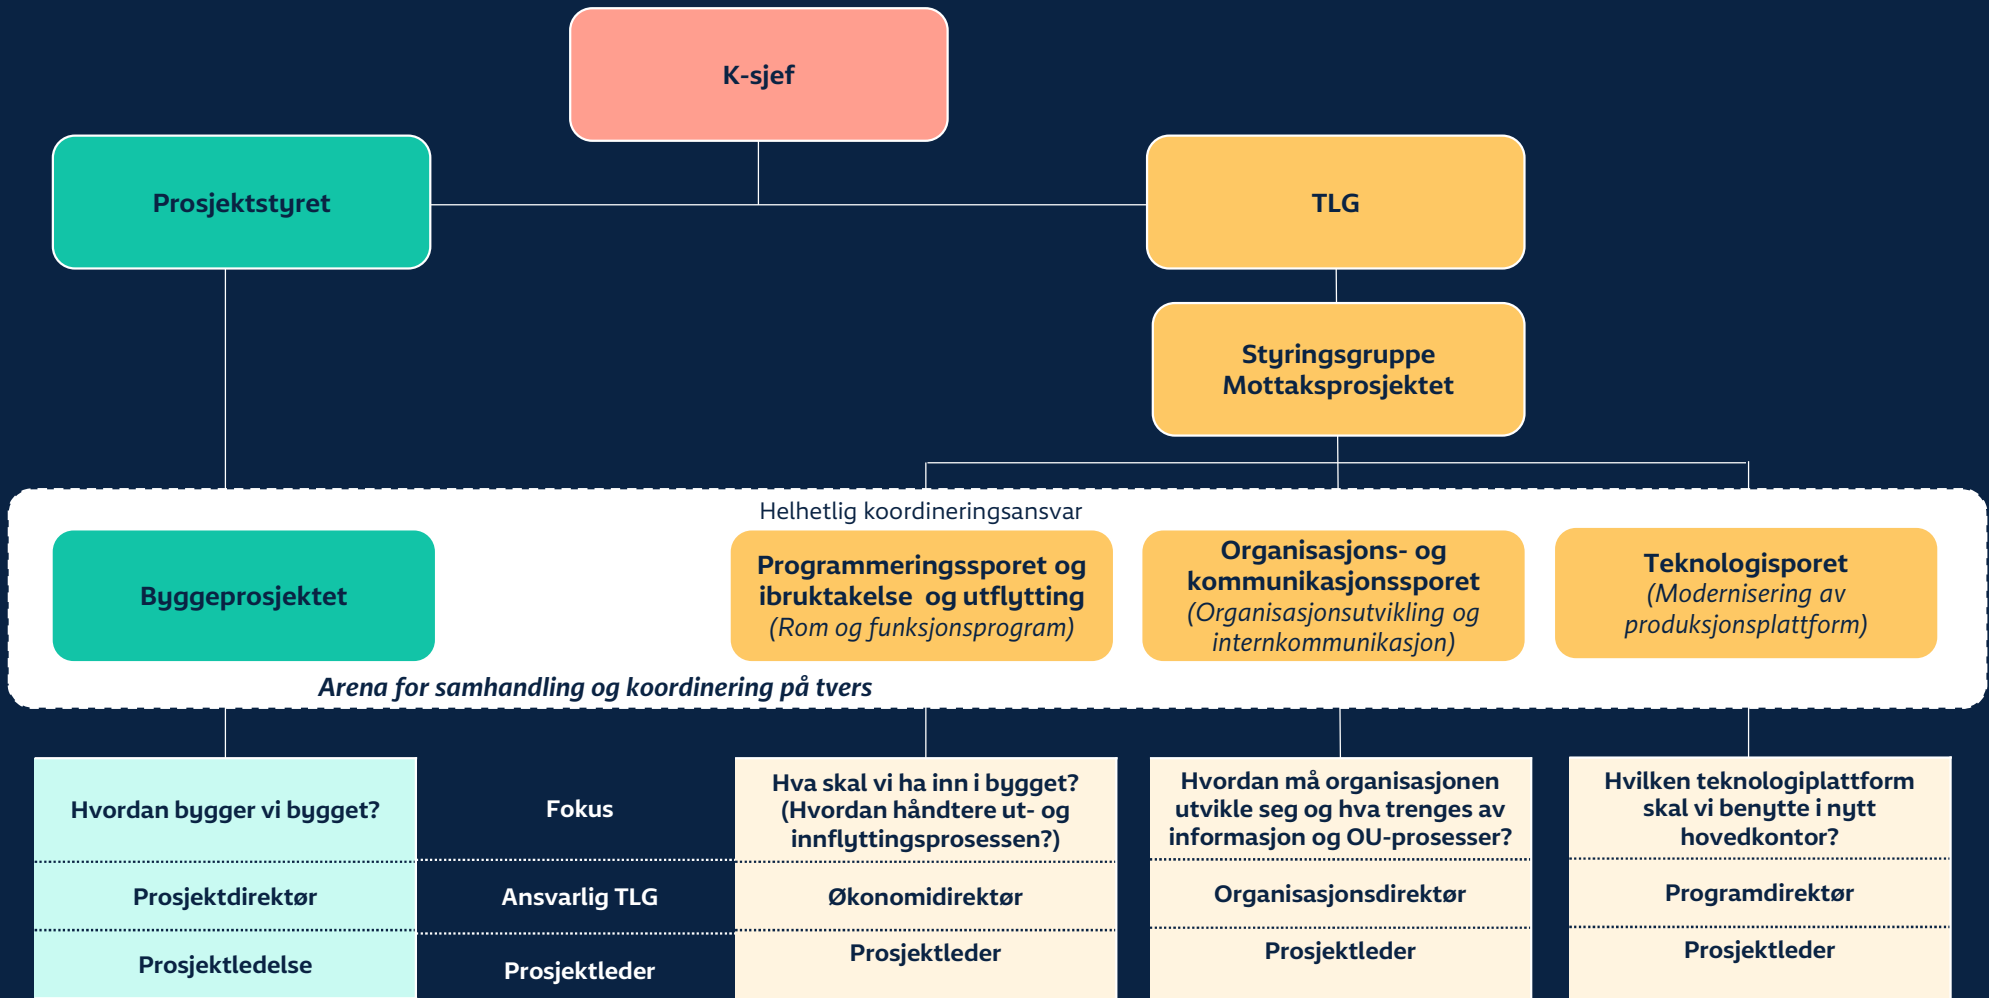 K-sjef
Prosjektstyret
TLG
Styringsgruppe
Mottaksprosjektet
Helhetlig koordineringsansvar
Byggeprosjektet
Programmeringssporet og
ibruktakelse og utflytting
(Rom og funksjonsprogram)
Organisasjons- og
kommunikasjonssporet
(Organisasjonsutvikling og
internkommunikasjon)
Teknologisporet
(Modernisering av
produksjonsplattform)
Arena for samhandling og koordinering på tvers
Hvordan bygger vi bygget?
Fokus
Hva skal vi ha inn i bygget?
(Hvordan håndtere ut- og
innflyttingsprosessen?)
Hvordan må organisasjonen
utvikle seg og hva trenges av
informasjon og OU-prosesser?
Hvilken teknologiplattform
skal vi benytte i nytt
hovedkontor?
Prosjektdirektør
Ansvarlig TLG
Økonomidirektør
Organisasjonsdirektør
Programdirektør
Prosjektledelse
Prosjektleder
Prosjektleder
Prosjektleder
Prosjektleder